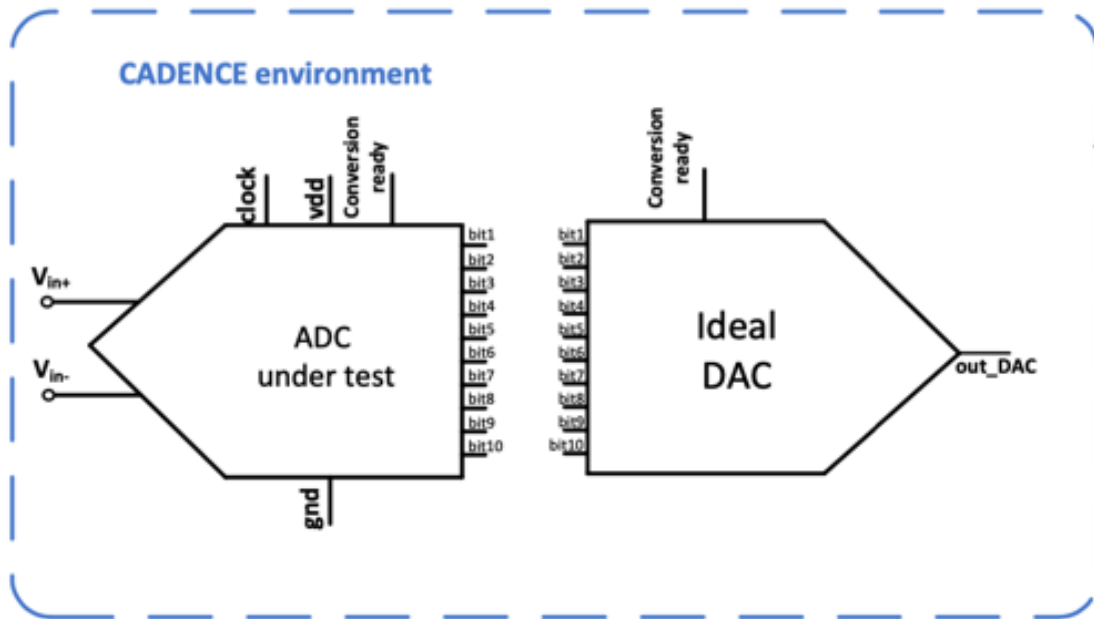 CADENCE environment
clock
vdd
Conversion
ready
Vin+
Vin-
bit1
bit2
bit3
bit4
bit5
bit6
bit7
bit8
bit9
bit10
ADC
under test
gnd
Conversion
ready
bit1
bit2
bit3
bit4
bit5
bit6
bit7
bit8
bit9
bit10
Ideal
DAC
out_DAC